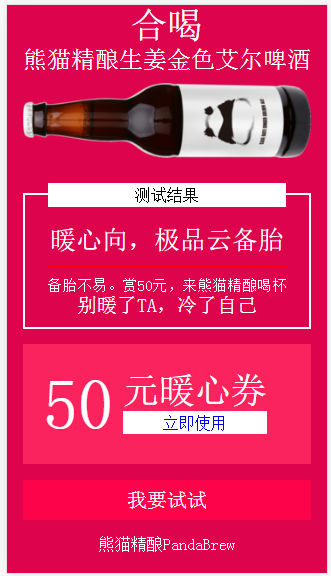 合喝
熊猫精酿生姜金色艾尔啤酒
测试结果
暖心向，极品云备胎
备胎不易。赏50元，来熊猫精酿喝杯
别暖了TA，冷了自己
50 元暖心券
立即使用
我要试试
熊猫精酿PandaBrew